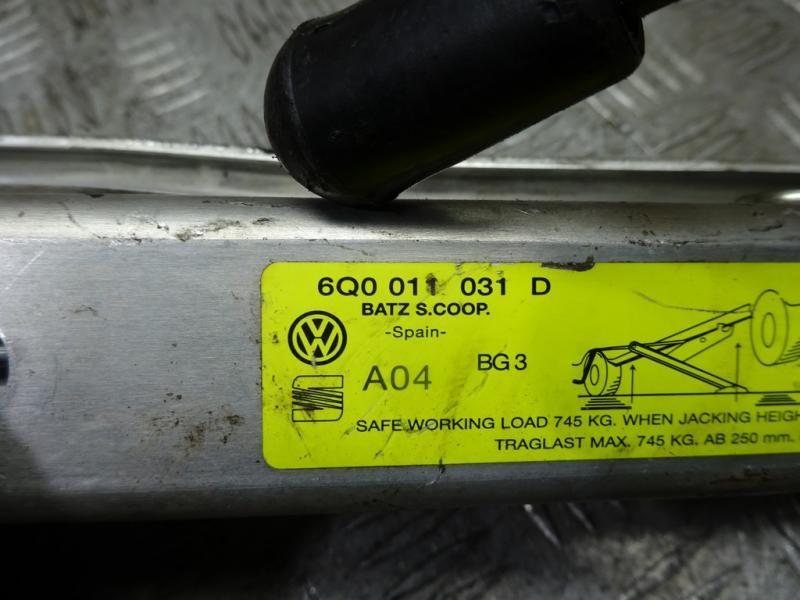 6Q0 011 031 D
BATZ S.COOP.
-Spain-
A04 BG3
SAFE WORKING LOAD 745 KG. WHEN JACKING HEIGH
TRAGLAST MAX. 745 KG. AB 250 mm.